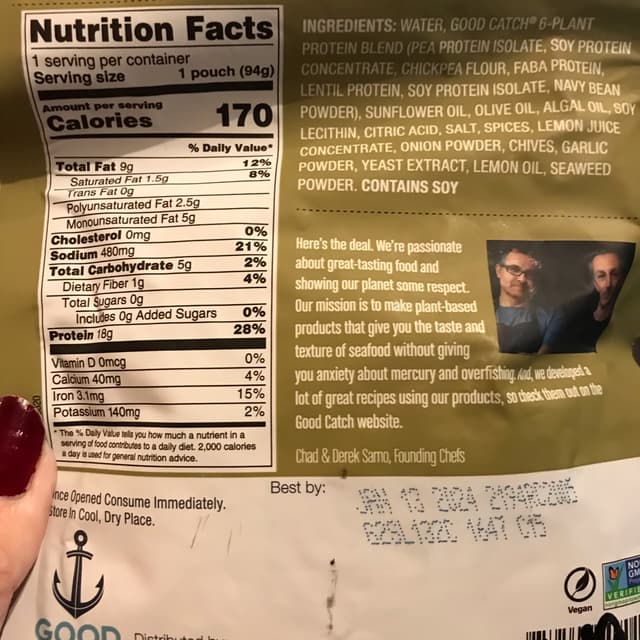 Nutrition Facts
1 serving per container
Serving size 1 pouch (94g)
Amount per serving
Calories 170
% Daily Value*
Total Fat 9g 12%
Saturated Fat 1.5g 8%
Trans Fat 0g
Polyunsaturated Fat 2.5g
Monounsaturated Fat 5g
Cholesterol 0mg 0%
Sodium 480mg 21%
Total Carbohydrate 5g 2%
Dietary Fiber 1g 4%
Total Sugars 0g
Includes 0g Added Sugars 0%
Protein 18g 28%
Vitamin D 0mcg 0%
Calcium 40mg 4%
Iron 3.1mg 15%
Potassium 140mg 2%
* The % Daily Value tells you how much a nutrient in a
serving of food contributes to a daily diet. 2,000 calories
a day is used for general nutrition advice.
INGREDIENTS: WATER, GOOD CATCH® 6-PLANT
PROTEIN BLEND (PEA PROTEIN ISOLATE, SOY PROTEIN
CONCENTRATE, CHICKPEA FLOUR, FABA PROTEIN,
LENTIL PROTEIN, SOY PROTEIN ISOLATE, NAVY BEAN
POWDER), SUNFLOWER OIL, OLIVE OIL, ALGAL OIL, SOY
LECITHIN, CITRIC ACID, SALT, SPICES, LEMON JUICE
CONCENTRATE, ONION POWDER, CHIVES, GARLIC
POWDER, YEAST EXTRACT, LEMON OIL, SEAWEED
POWDER. CONTAINS SOY
Here's the deal. We're passionate
about great-tasting food and
showing our planet some respect.
Our mission is to make plant-based
products that give you the taste and
texture of seafood without giving
you anxiety about mercury and overfishing. And, we developed a
lot of great recipes using our products, so check them out on the
Good Catch website.
Chad & Derek Sarno, Founding Chefs
nce Opened Consume Immediately.
Store In Cool, Dry Place.
Best by:
JAN 13 2024
GOOD
Vegan
NO
GM
VERIFIE